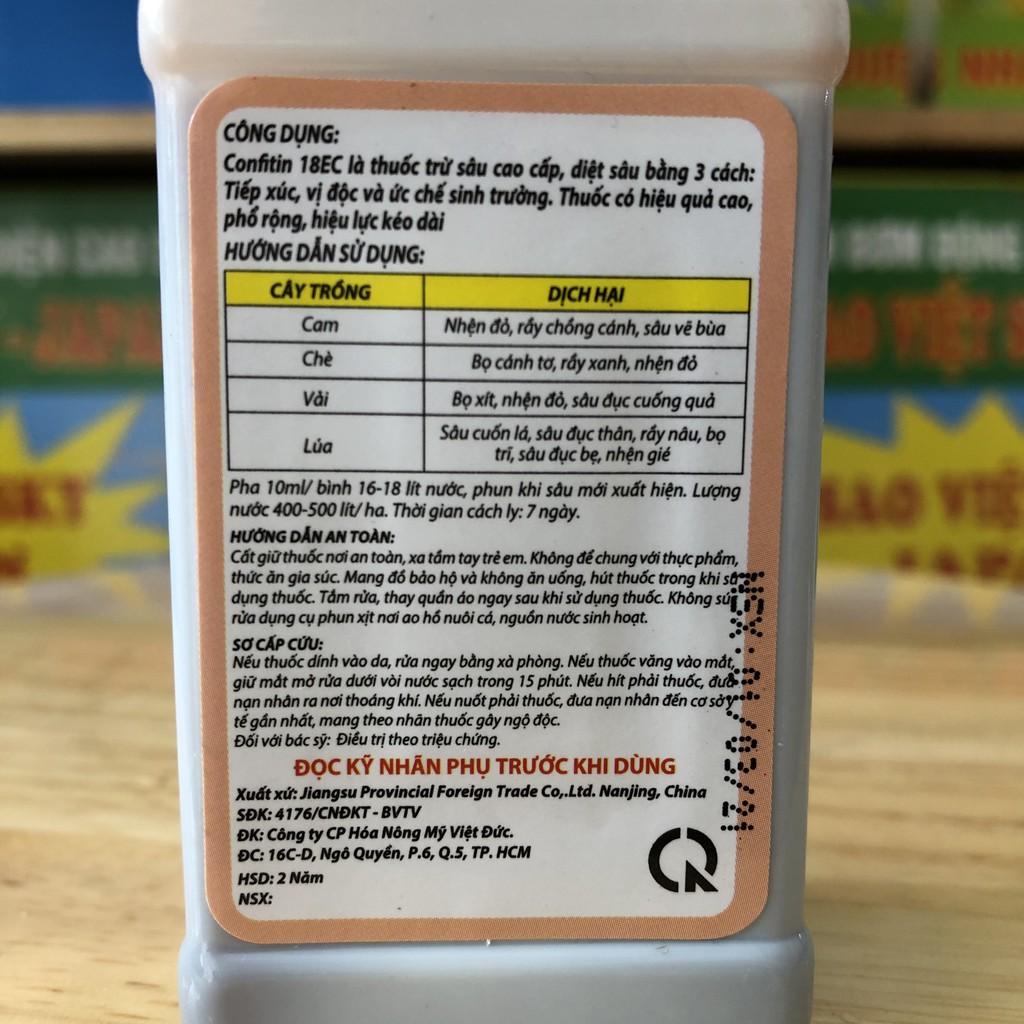 CÔNG DỤNG:
Confitin 18EC là thuốc trừ sâu cao cấp, diệt sâu bằng 3 cách:
Tiếp xúc, vị độc và ức chế sinh trưởng. Thuốc có hiệu quả cao,
phổ rộng, hiệu lực kéo dài
HƯỚNG DẪN SỬ DỤNG:
CÂY TRỒNG DỊCH HẠI
Cam Nhện đỏ, rầy chổng cánh, sâu vẽ bùa
Chè Bọ cánh tơ, rầy xanh, nhện đỏ
Vải Bọ xít, nhện đỏ, sâu đục cuống quả
Lúa Sâu cuốn lá, sâu đục thân, rầy nâu, bọ
trĩ, sâu đục bẹ, nhện gié
Pha 10ml/ bình 16-18 lít nước, phun khi sâu mới xuất hiện. Lượng
nước 400-500 lít/ ha. Thời gian cách ly: 7 ngày.
HƯỚNG DẪN AN TOÀN:
Cất giữ thuốc nơi an toàn, xa tầm tay trẻ em. Không để chung với thực phẩm,
thức ăn gia súc. Mang đồ bảo hộ và không ăn uống, hút thuốc trong khi sử
dụng thuốc. Tắm rửa, thay quần áo ngay sau khi sử dụng thuốc. Không súc
rửa dụng cụ phun xịt nơi ao hồ nuôi cá, nguồn nước sinh hoạt.
SƠ CẤP CỨU:
Nếu thuốc dính vào da, rửa ngay bằng xà phòng. Nếu thuốc văng vào mắt,
giữ mắt mở rửa dưới vòi nước sạch trong 15 phút. Nếu hít phải thuốc, đưa
nạn nhân ra nơi thoáng khí. Nếu nuốt phải thuốc, đưa nạn nhân đến cơ sở y
tế gần nhất, mang theo nhãn thuốc gây ngộ độc.
Đối với bác sỹ: Điều trị theo triệu chứng.
ĐỌC KỸ NHÃN PHỤ TRƯỚC KHI DÙNG
Xuất xứ: Jiangsu Provincial Foreign Trade Co,.Ltd. Nanjing, China
SĐK: 4176/CNĐKT - BVTV
ĐK: Công ty CP Hóa Nông Mỹ Việt Đức.
ĐC: 16C-D, Ngô Quyền, P.6, Q.5, TP. HCM
HSD: 2 Năm
NSX:
NSX: 01/03/21